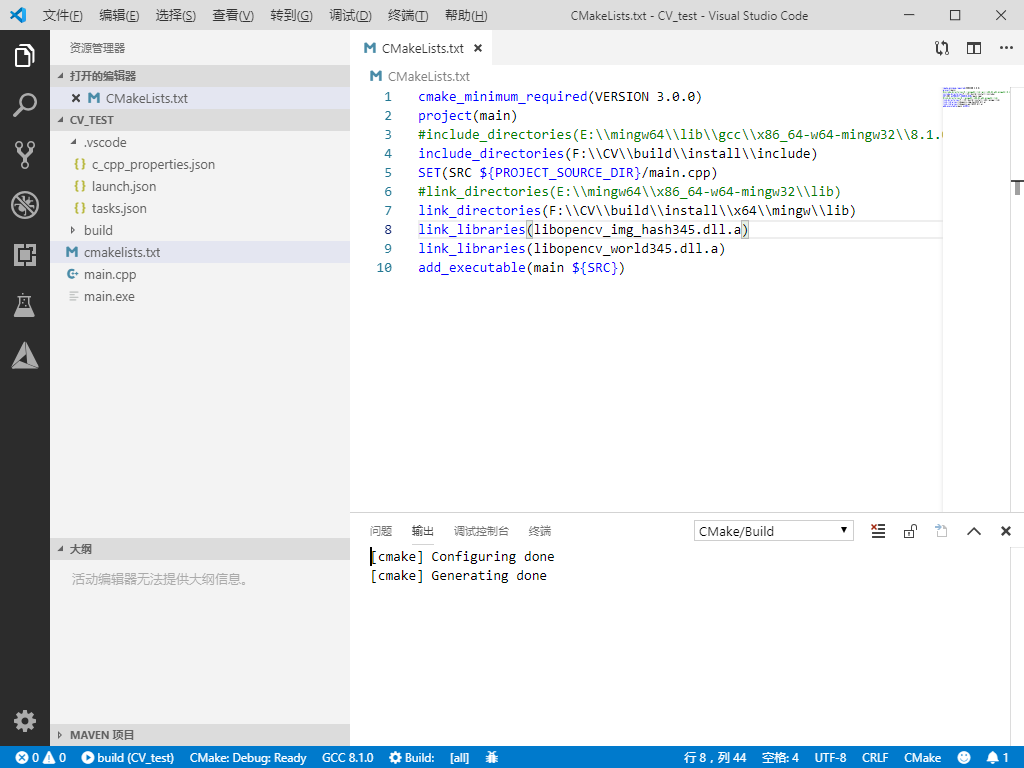 文件(F) 编辑(E) 选择(S) 查看(V) 转到(G) 调试(D) 终端(T) 帮助(H) CMakeLists.txt - CV_test - Visual Studio Code
资源管理器
打开的编辑器
CMakeLists.txt
CV_TEST
.vscode
c_cpp_properties.json
launch.json
tasks.json
build
cmakelists.txt
main.cpp
main.exe
大纲
活动编辑器无法提供大纲信息。
MAVEN 项目
CMakeLists.txt
CMakeLists.txt
1 cmake_minimum_required(VERSION 3.0.0)
2 project(main)
3 #include_directories(E:\\mingw64\\lib\\gcc\\x86_64-w64-mingw32\\8.1.0
4 include_directories(F:\\CV\\build\\install\\include)
5 SET(SRC ${PROJECT_SOURCE_DIR}/main.cpp)
6 #link_directories(E:\\mingw64\\x86_64-w64-mingw32\\lib)
7 link_directories(F:\\CV\\build\\install\\x64\\mingw\\lib)
8 link_libraries(libopencv_img_hash345.dll.a)
9 link_libraries(libopencv_world345.dll.a)
10 add_executable(main ${SRC})
问题 输出 调试控制台 终端 CMake/Build
[cmake] Configuring done
[cmake] Generating done
0 0 build (CV_test) CMake: Debug: Ready GCC 8.1.0 Build: [all] 行 8，列 44 空格: 4 UTF-8 CRLF CMake 1